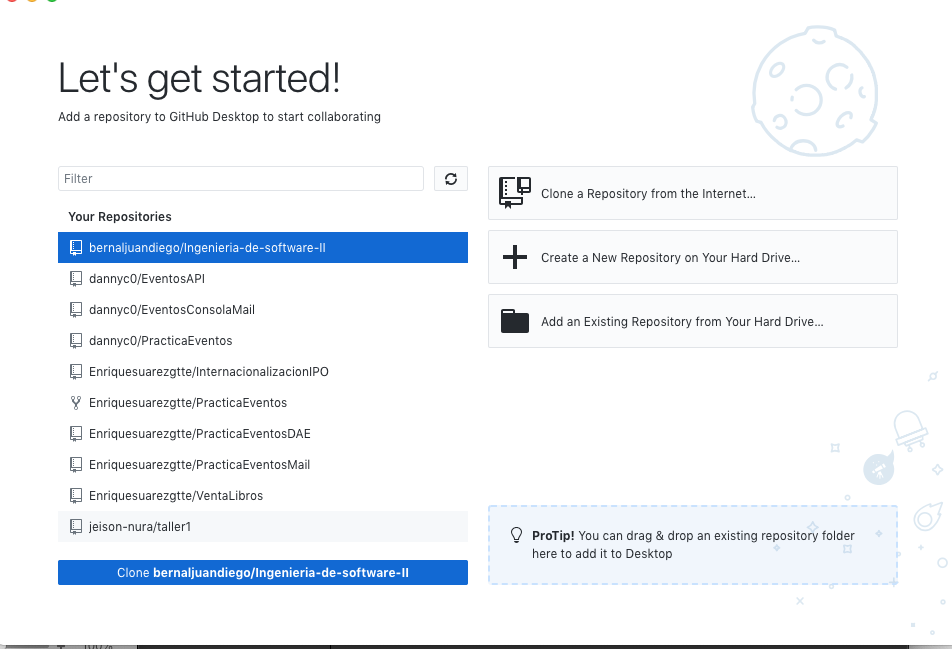 Let's get started!
Add a repository to GitHub Desktop to start collaborating
Filter
Your Repositories
bernaljuandiego/Ingenieria-de-software-II
dannyc0/EventosAPI
dannyc0/EventosConsolaMail
dannyc0/PracticaEventos
Enriquesuarezgtte/InternacionalizacionIPO
Enriquesuarezgtte/PracticaEventos
Enriquesuarezgtte/PracticaEventosDAE
Enriquesuarezgtte/PracticaEventosMail
Enriquesuarezgtte/VentaLibros
jeison-nura/taller1
Clone bernaljuandiego/Ingenieria-de-software-II
Clone a Repository from the Internet...
Create a New Repository on Your Hard Drive...
Add an Existing Repository from Your Hard Drive...
ProTip! You can drag & drop an existing repository folder
here to add it to Desktop
100%